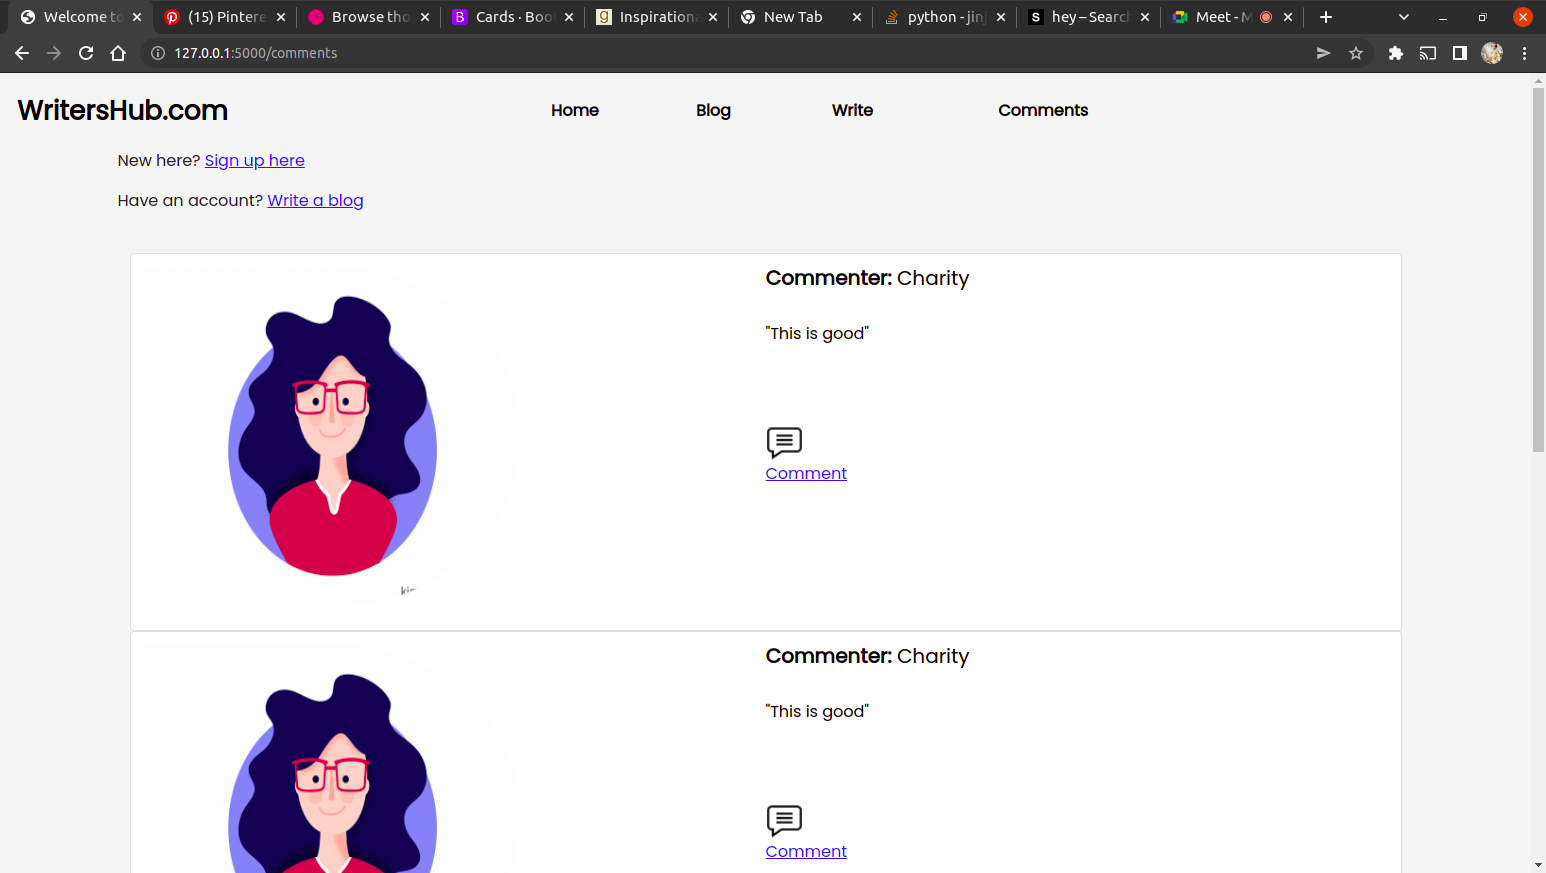 Welcome to
(15) Pintere
Browse tho
Cards · Boo
Inspirationa
New Tab
python - jinj
hey – Search
Meet - M
127.0.0.1:5000/comments
WritersHub.com
Home
Blog
Write
Comments
New here? Sign up here
Have an account? Write a blog
Commenter: Charity
"This is good"
Comment
Commenter: Charity
"This is good"
Comment